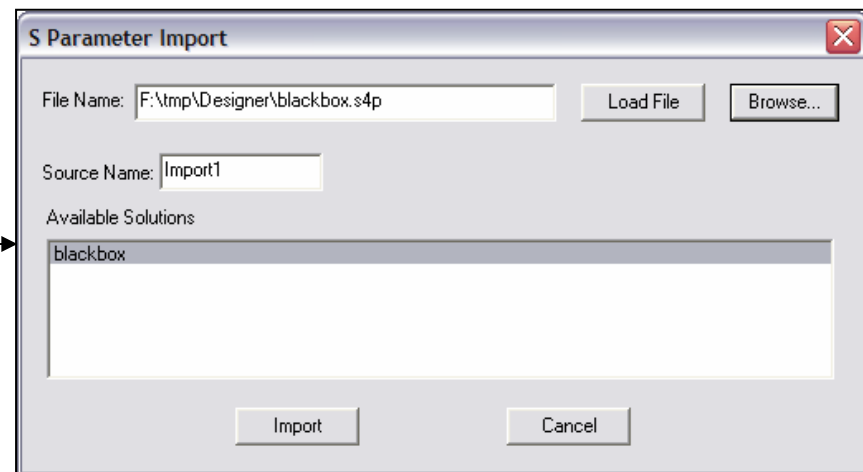 S Parameter Import
File Name: F:\tmp\Designer\blackbox.s4p Load File Browse...
Source Name: Import1
Available Solutions
blackbox
Import Cancel